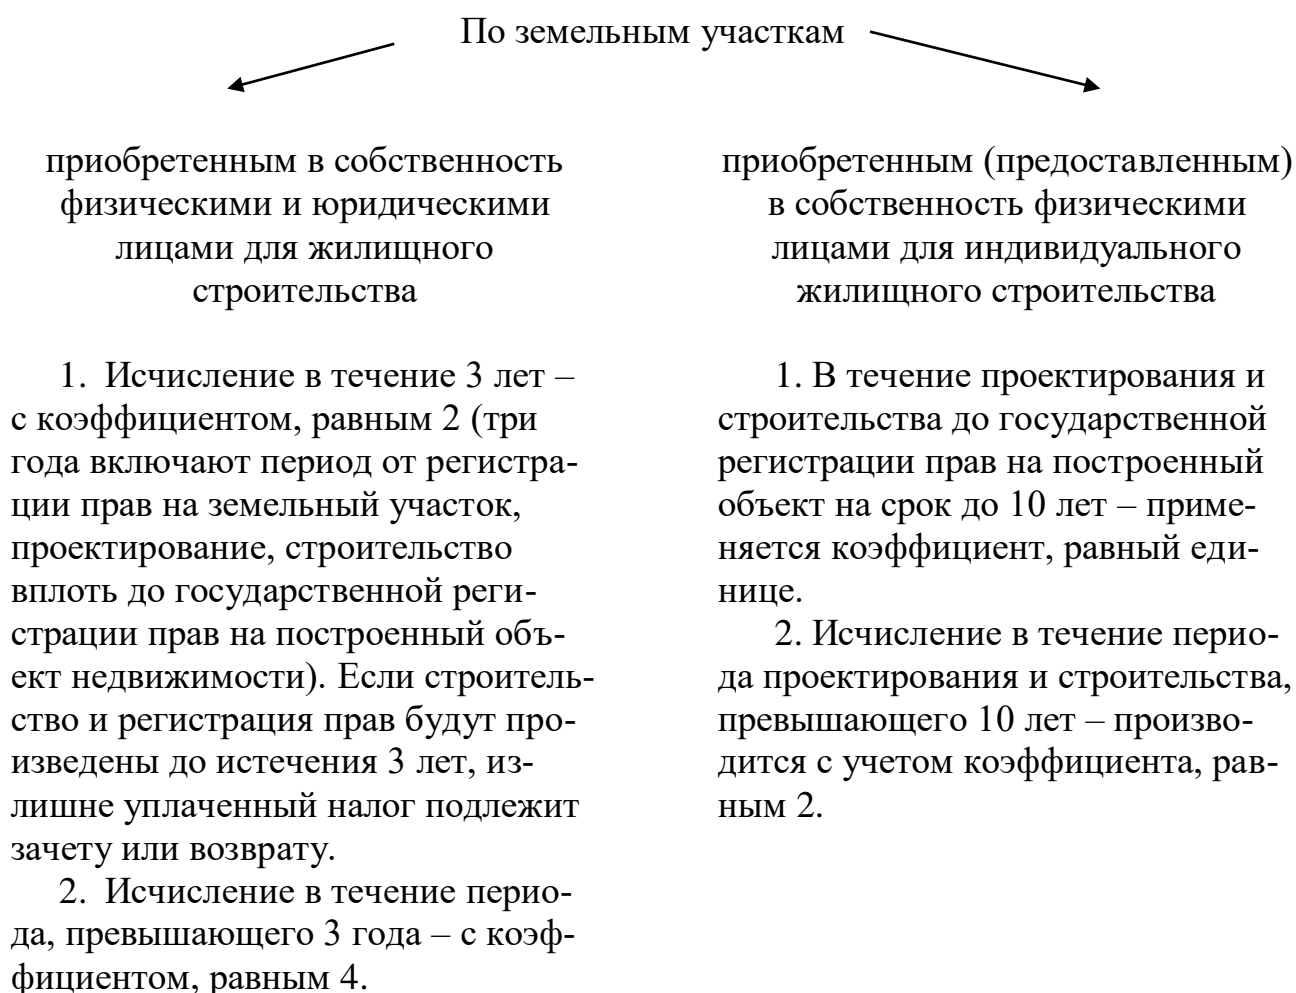 По земельным участкам
приобретенным в собственность
физическими и юридическими
лицами для жилищного
строительства
1. Исчисление в течение 3 лет –
с коэффициентом, равным 2 (три
года включают период от регистра-
ции прав на земельный участок,
проектирование, строительство
вплоть до государственной реги-
страции прав на построенный объ-
ект недвижимости). Если строитель-
ство и регистрация прав будут про-
изведены до истечения 3 лет, из-
лишне уплаченный налог подлежит
зачету или возврату.
2. Исчисление в течение перио-
да, превышающего 3 года – с коэф-
фициентом, равным 4.
приобретенным (предоставленным)
в собственность физическими
лицами для индивидуального
жилищного строительства
1. В течение проектирования и
строительства до государственной
регистрации прав на построенный
объект на срок до 10 лет – приме-
няется коэффициент, равный еди-
нице.
2. Исчисление в течение перио-
да проектирования и строительства,
превышающего 10 лет – произво-
дится с учетом коэффициента, рав-
ным 2.